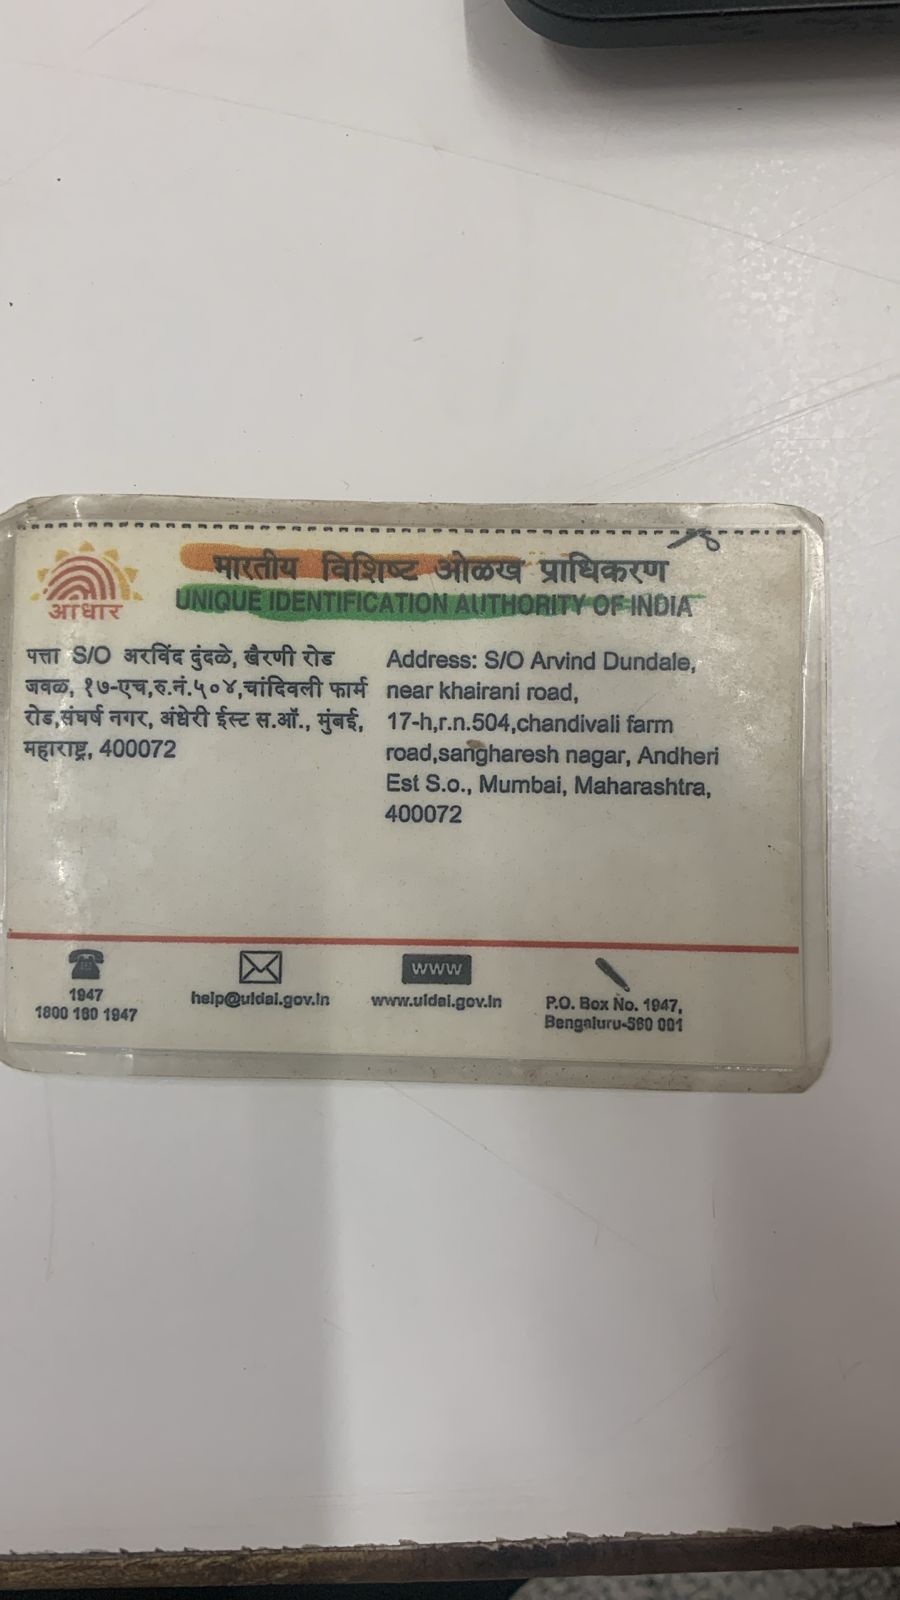 आधार
भारतीय विशिष्ट ओळख प्राधिकरण
UNIQUE IDENTIFICATION AUTHORITY OF INDIA
पत्ता S/O अरविंद दुंदळे, खैरणी रोड
जवळ, १७-एच,रु.नं.५०४,चांदिवली फार्म
रोड,संघर्ष नगर, अंधेरी ईस्ट स.ऑ., मुंबई,
महाराष्ट्र, 400072
Address: S/O Arvind Dundale,
near khairani road,
17-h,r.n.504,chandivali farm
road,sangharesh nagar, Andheri
Est S.o., Mumbai, Maharashtra,
400072
1947
1800 180 1947
help@uidai.gov.in
www
www.uidai.gov.in
P.O. Box No. 1947,
Bengaluru-560 001